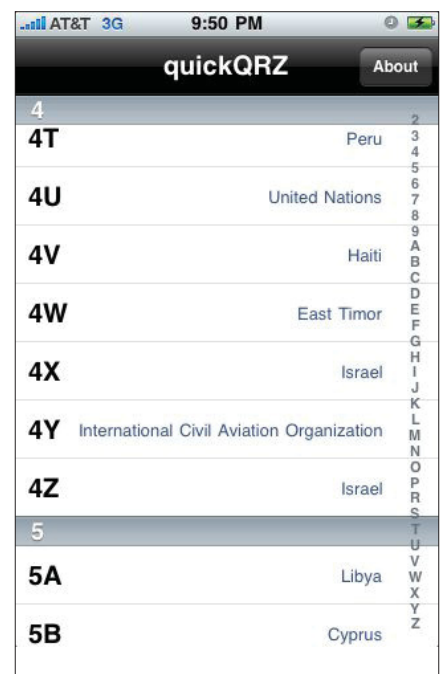 AT&T 3G 9:50 PM
quickQRZ About
4
4T Peru
4U United Nations
4V Haiti
4W East Timor
4X Israel
4Y International Civil Aviation Organization
4Z Israel
5
5A Libya
5B Cyprus
2
3
4
5
6
7
8
9
A
B
C
D
E
F
G
H
I
J
K
L
M
N
O
P
R
S
T
U
V
W
X
Y
Z